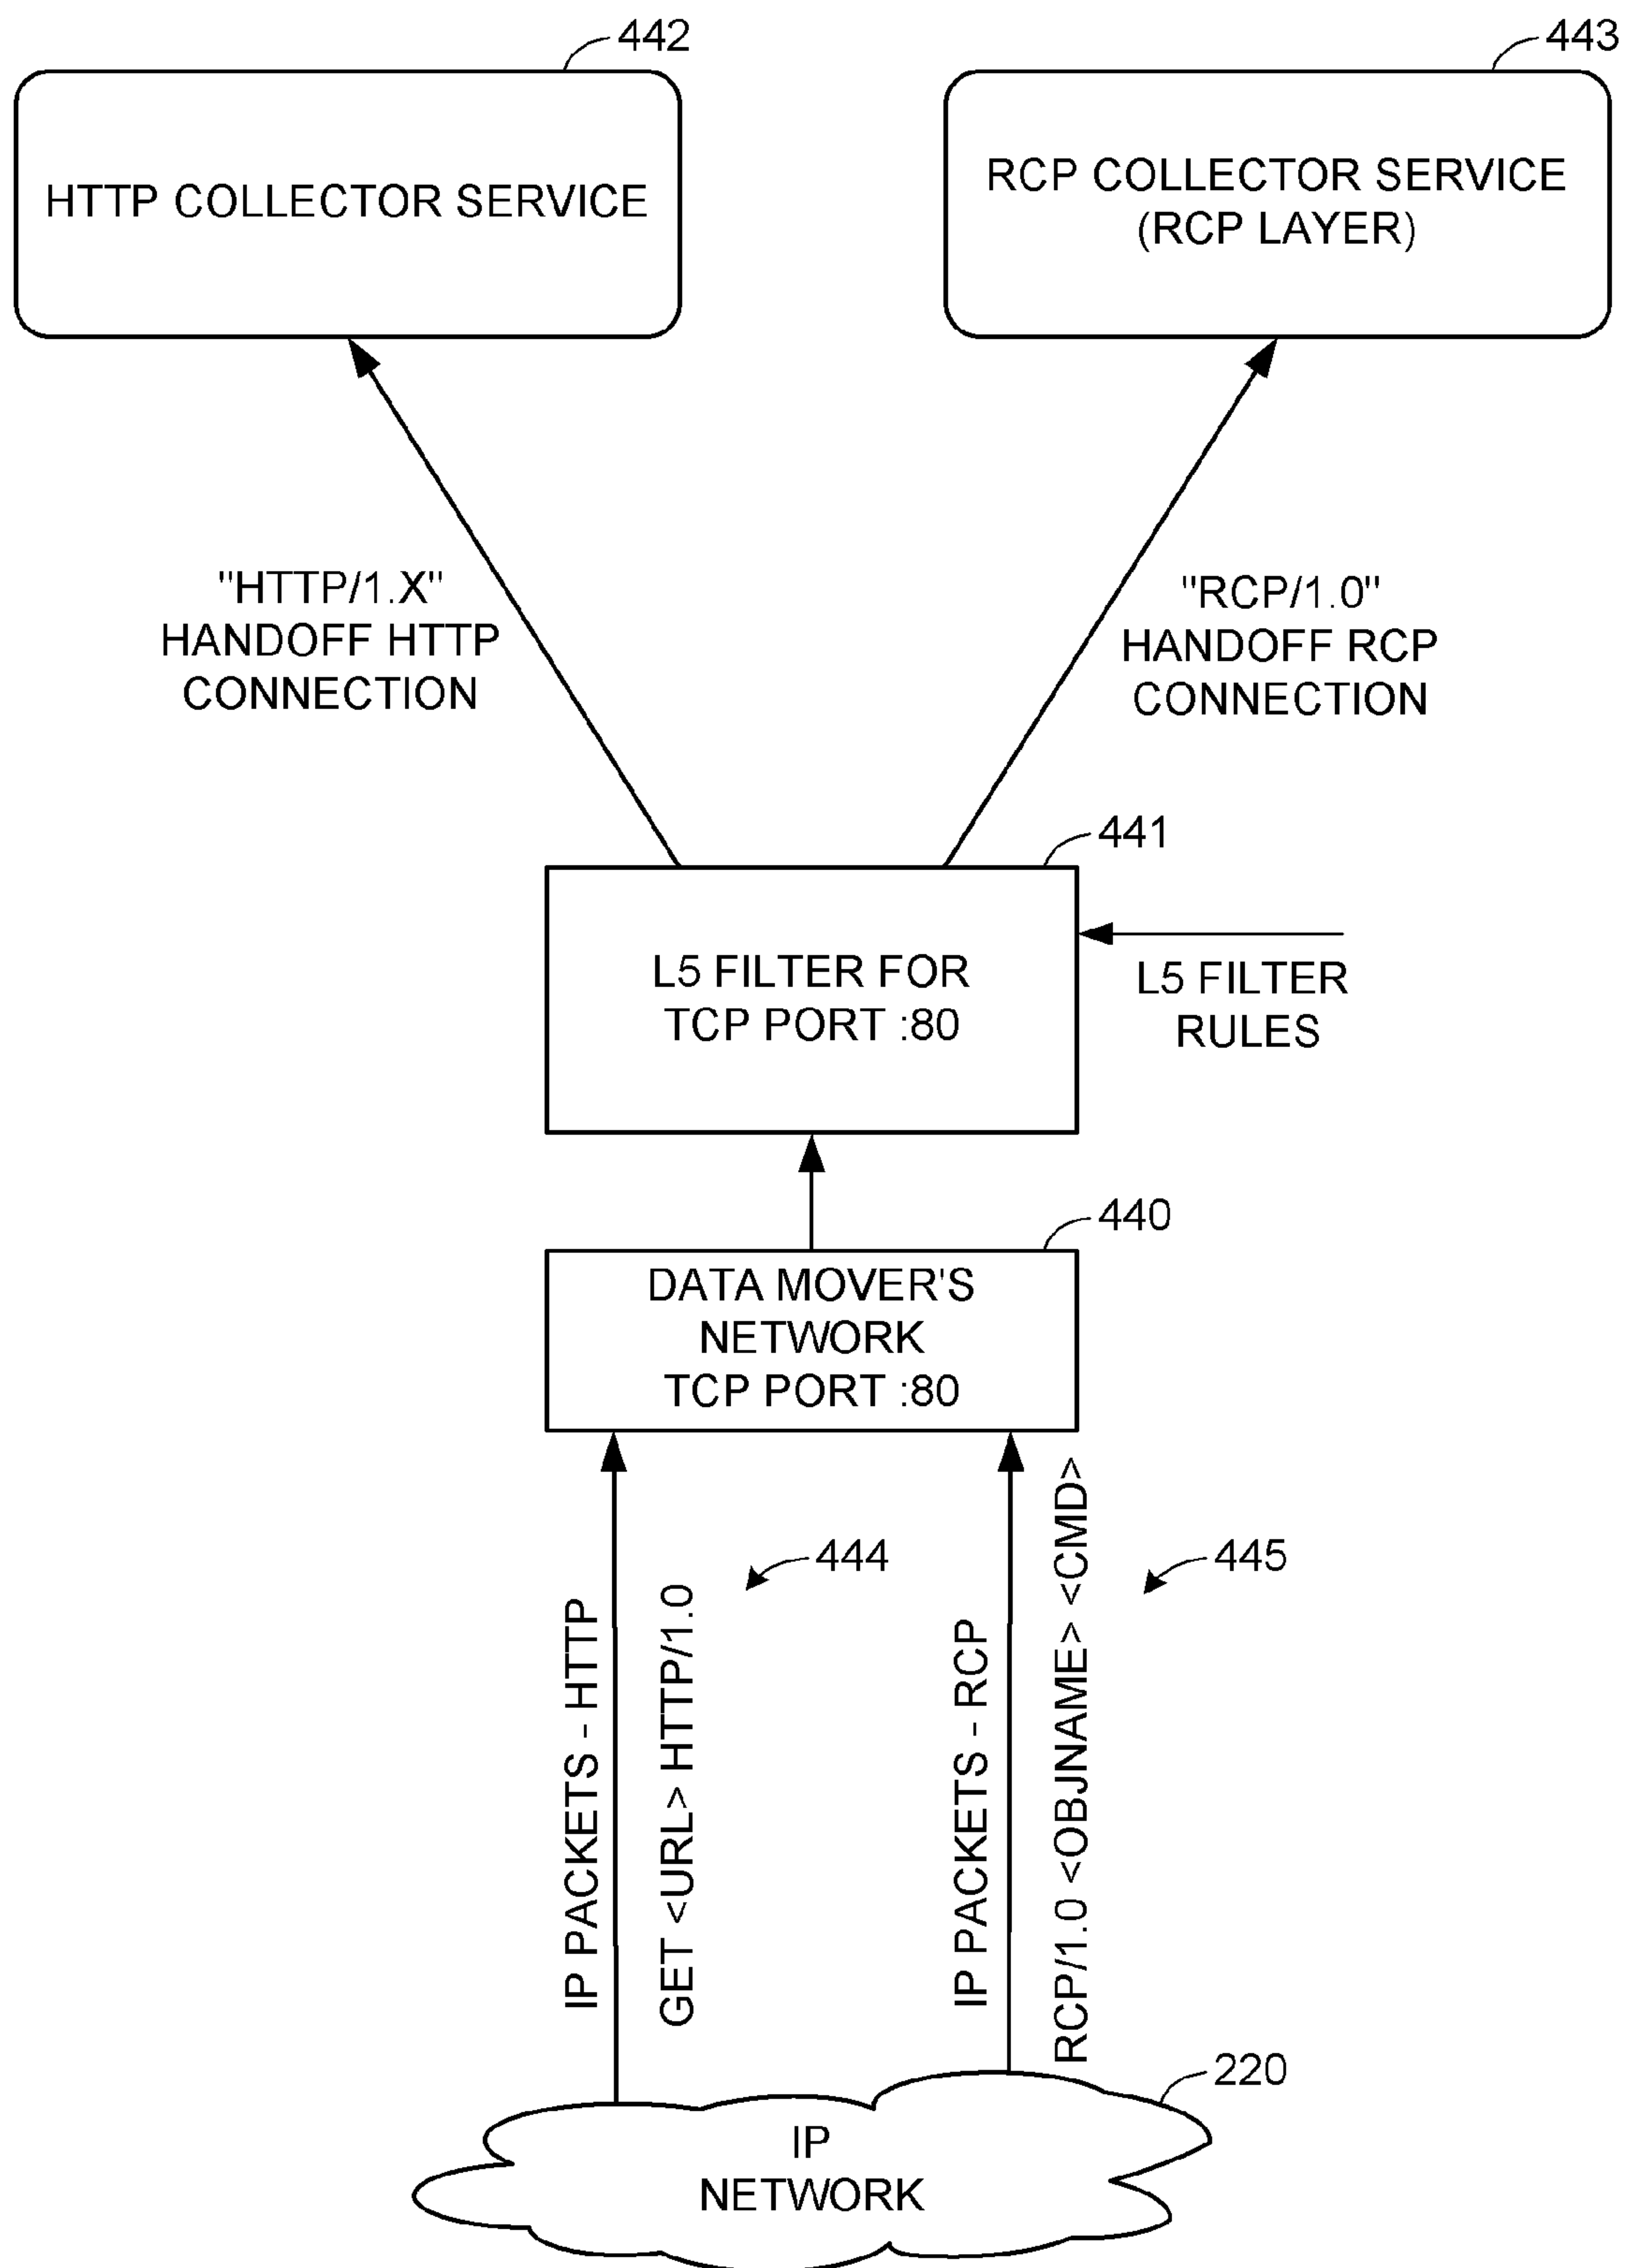 442
443
HTTP COLLECTOR SERVICE
RCP COLLECTOR SERVICE
(RCP LAYER)
"HTTP/1.X"
HANDOFF HTTP
CONNECTION
"RCP/1.0"
HANDOFF RCP
CONNECTION
441
L5 FILTER FOR
TCP PORT :80
L5 FILTER
RULES
440
DATA MOVER'S
NETWORK
TCP PORT :80
IP PACKETS - HTTP
GET <URL> HTTP/1.0
444
IP PACKETS - RCP
RCP/1.0 <OBJNAME> <CMD>
445
220
IP
NETWORK